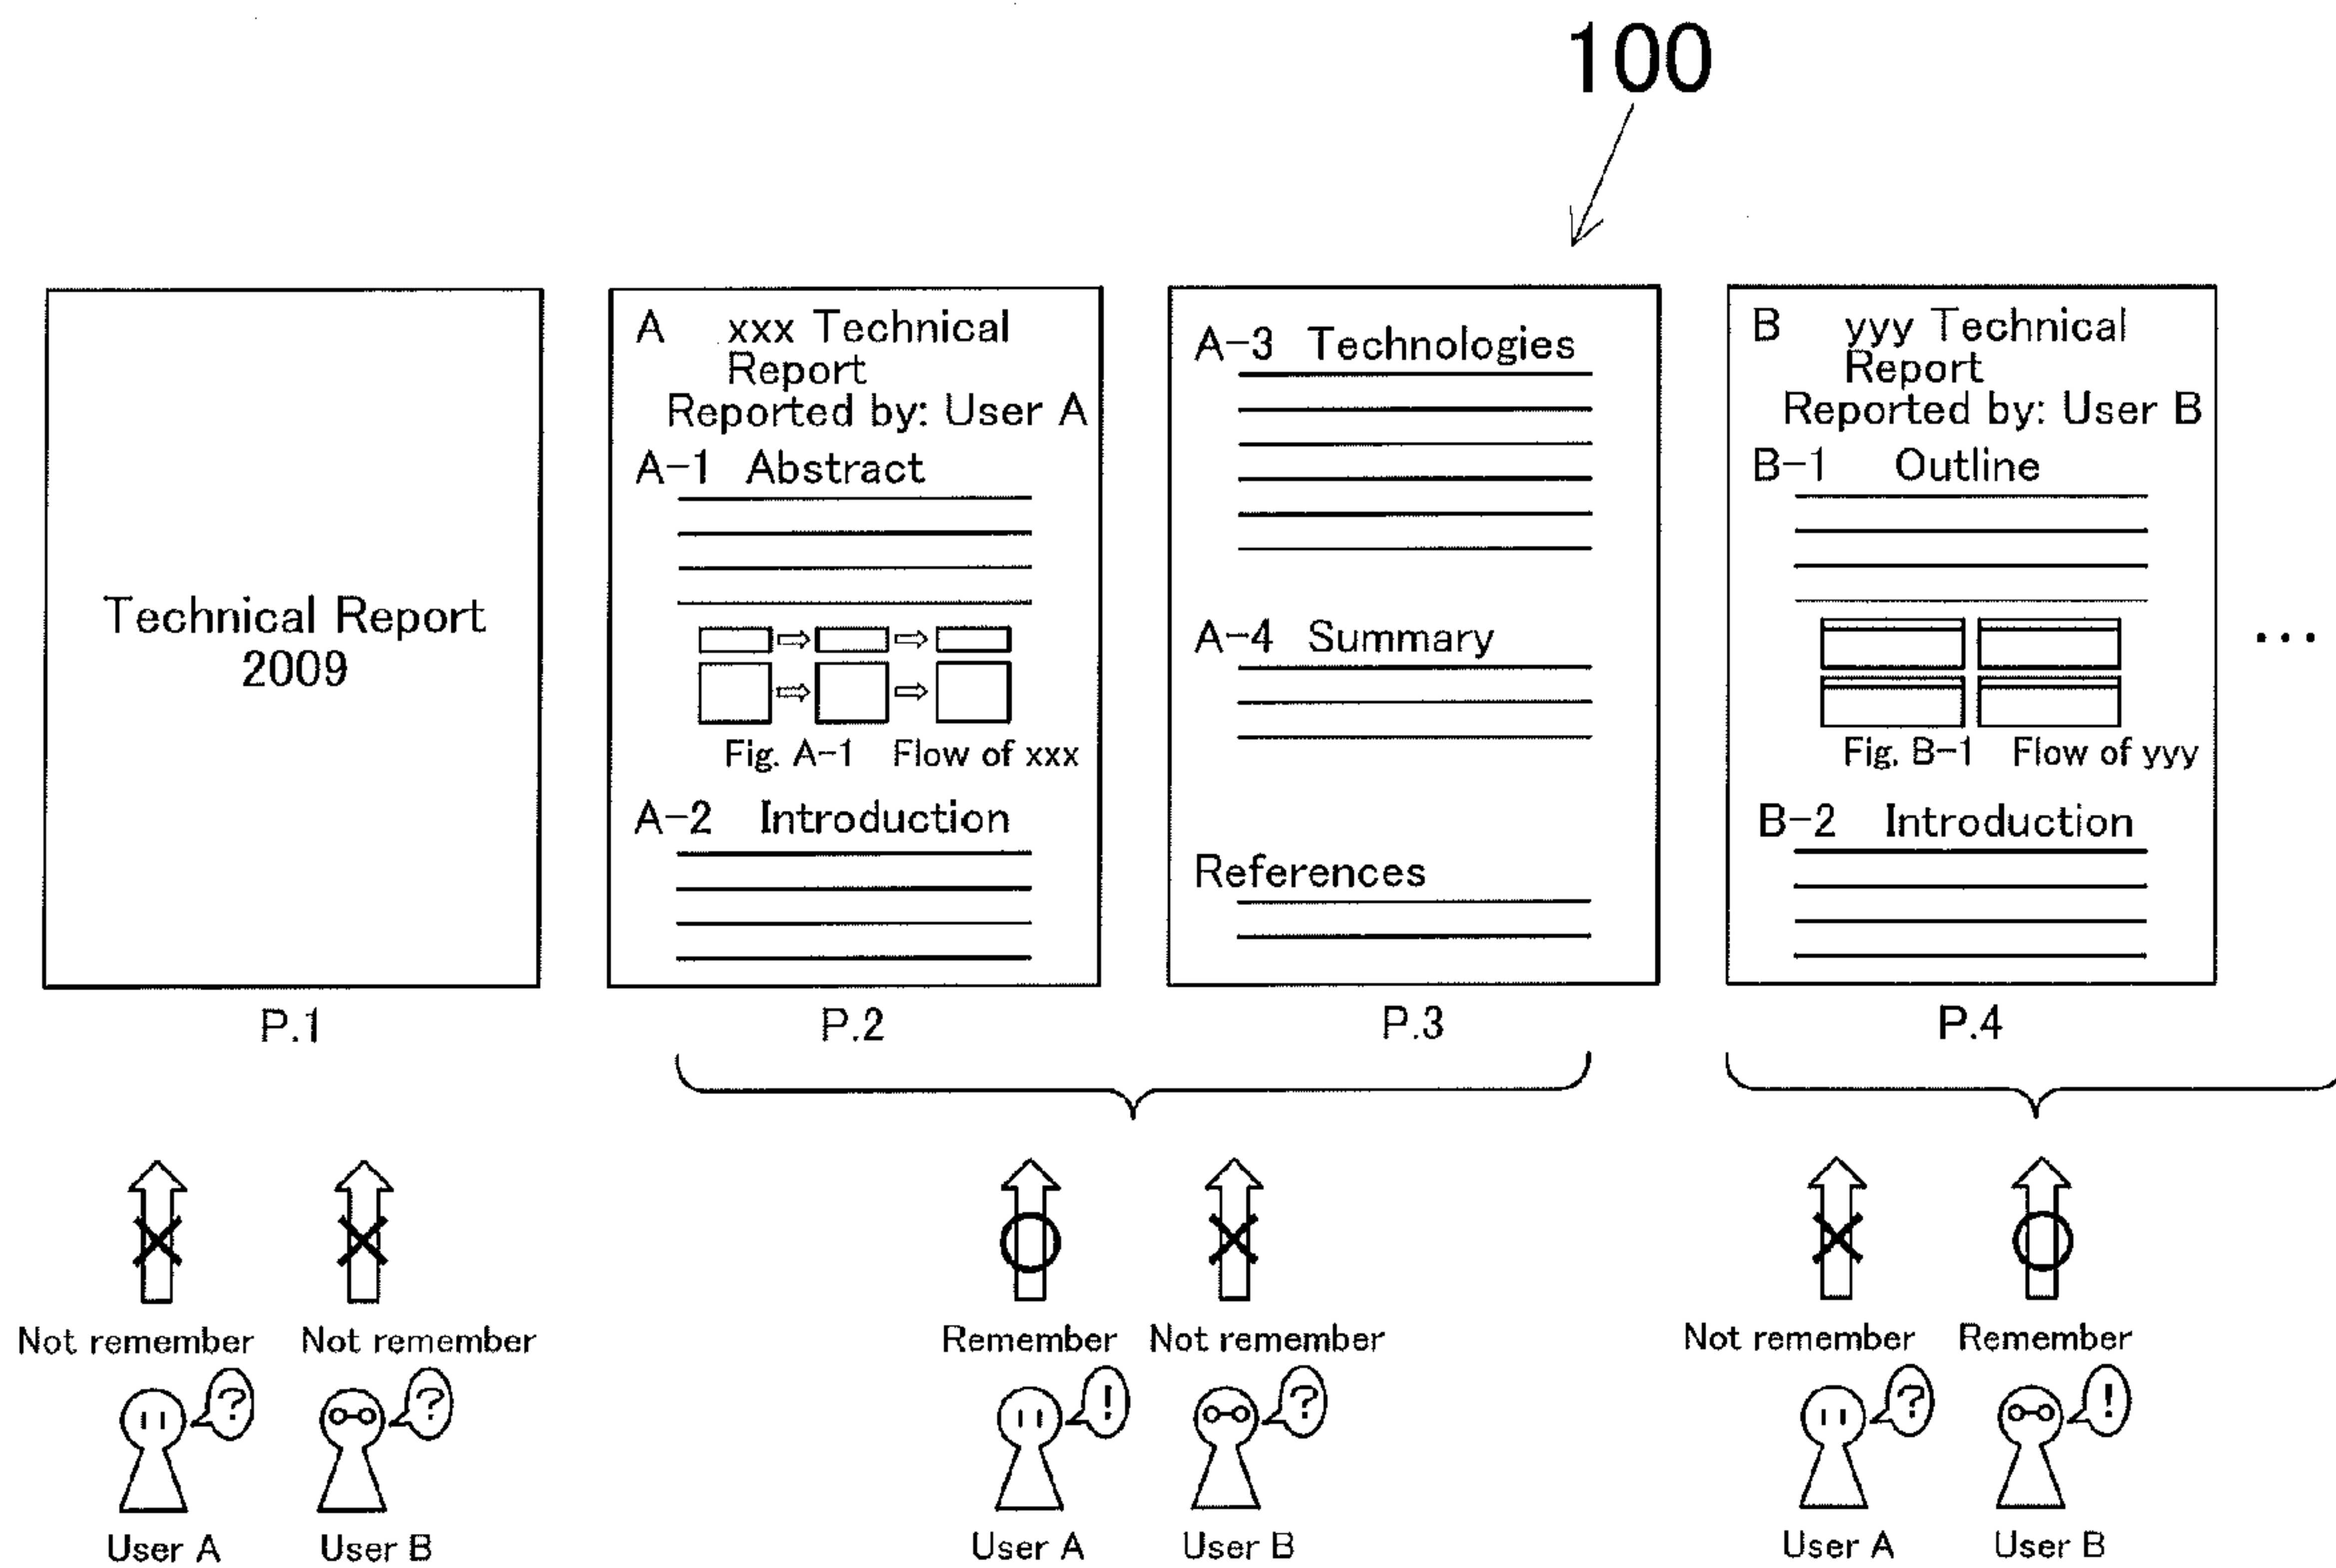 100
Technical Report
2009
P.1
A xxx Technical
Report
Reported by: User A
A-1 Abstract
Fig. A-1 Flow of xxx
A-2 Introduction
P.2
A-3 Technologies
A-4 Summary
References
P.3
B yyy Technical
Report
Reported by: User B
B-1 Outline
Fig. B-1 Flow of yyy
B-2 Introduction
P.4
...
Not remember
?
User A
Not remember
?
User B
Remember
!
User A
Not remember
?
User B
Not remember
?
User A
Remember
!
User B